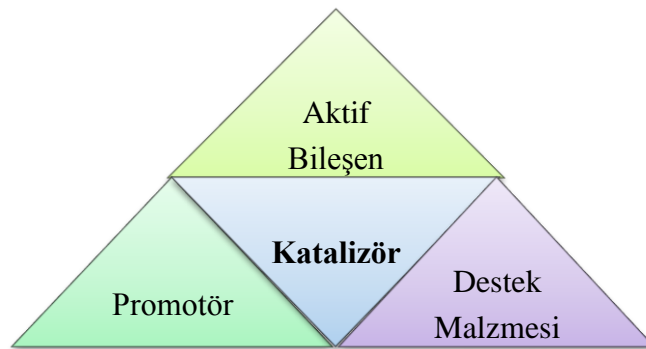 Aktif
Bileşen
Katalizör
Promotör
Destek
Malzmesi